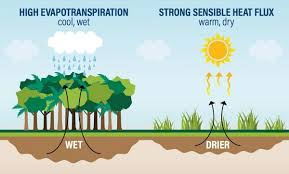 HIGH EVAPOTRANSPIRATION
cool, wet
STRONG SENSIBLE HEAT FLUX
warm, dry
WET
DRIER